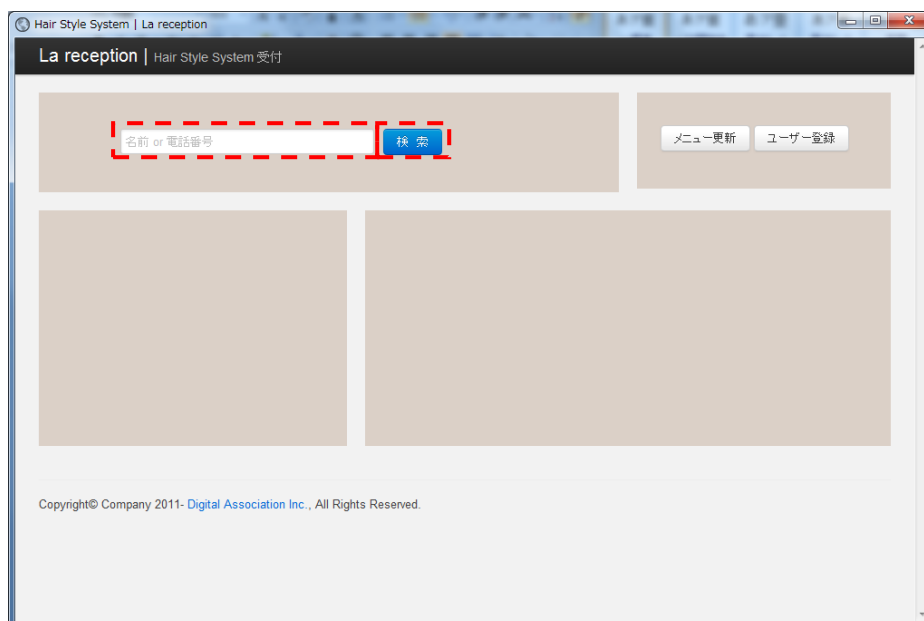 Hair Style System | La reception
La reception | Hair Style System 受付
名前 or 電話番号
検 索
メニュー更新 ユーザー登録
Copyright© Company 2011- Digital Association Inc., All Rights Reserved.